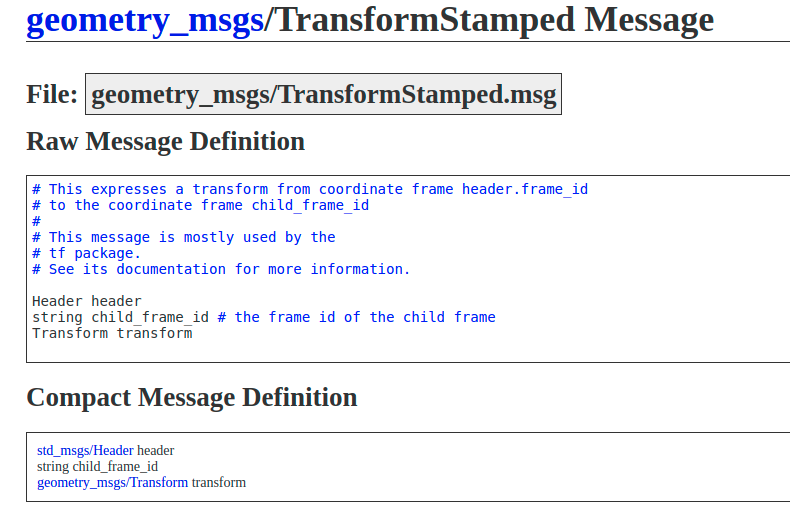 geometry_msgs/TransformStamped Message
File: geometry_msgs/TransformStamped.msg
Raw Message Definition
# This expresses a transform from coordinate frame header.frame_id
# to the coordinate frame child_frame_id
#
# This message is mostly used by the
# tf package.
# See its documentation for more information.
Header header
string child_frame_id # the frame id of the child frame
Transform transform
Compact Message Definition
std_msgs/Header header
string child_frame_id
geometry_msgs/Transform transform